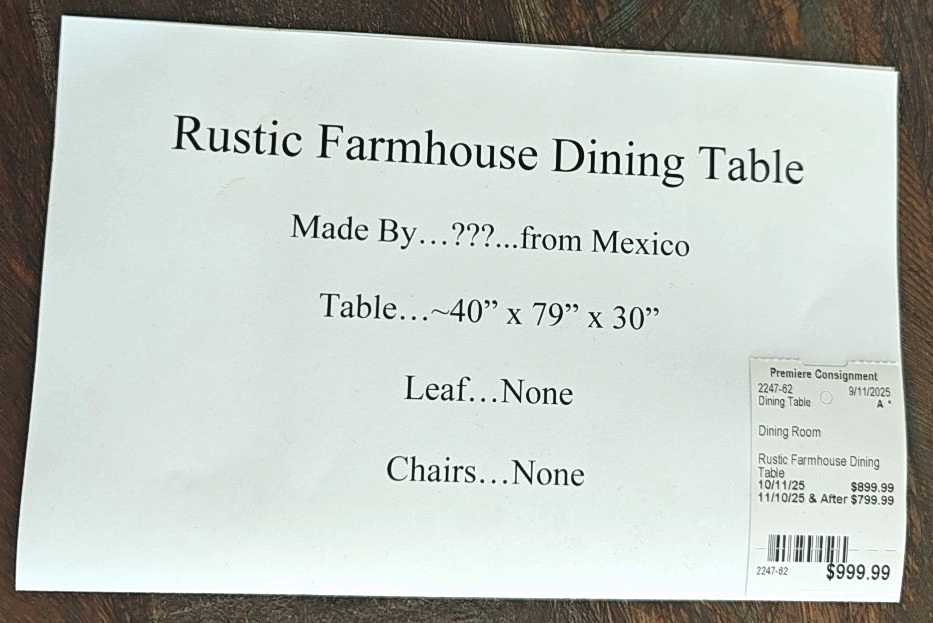 Rustic Farmhouse Dining Table
Made By…???...from Mexico
Table…~40” x 79” x 30”
Leaf…None
Chairs…None
Premiere Consignment
2247-62 9/11/2025
Dining Table A *
Dining Room
Rustic Farmhouse Dining
Table
10/11/25 $899.99
11/10/25 & After $799.99
2247-62 $999.99